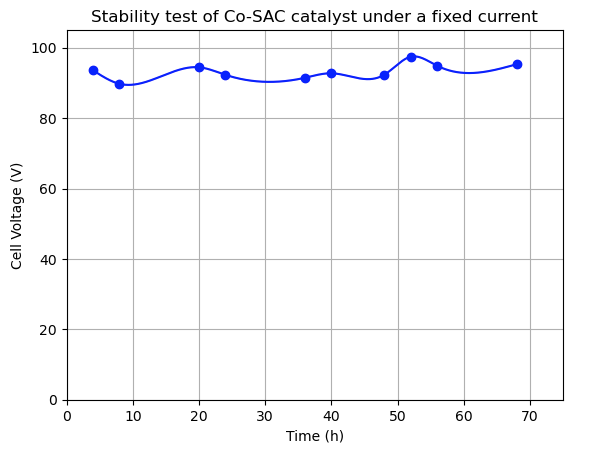 Stability test of Co-SAC catalyst under a fixed current
100
80
60
40
20
0
Cell Voltage (V)
0 10 20 30 40 50 60 70
Time (h)